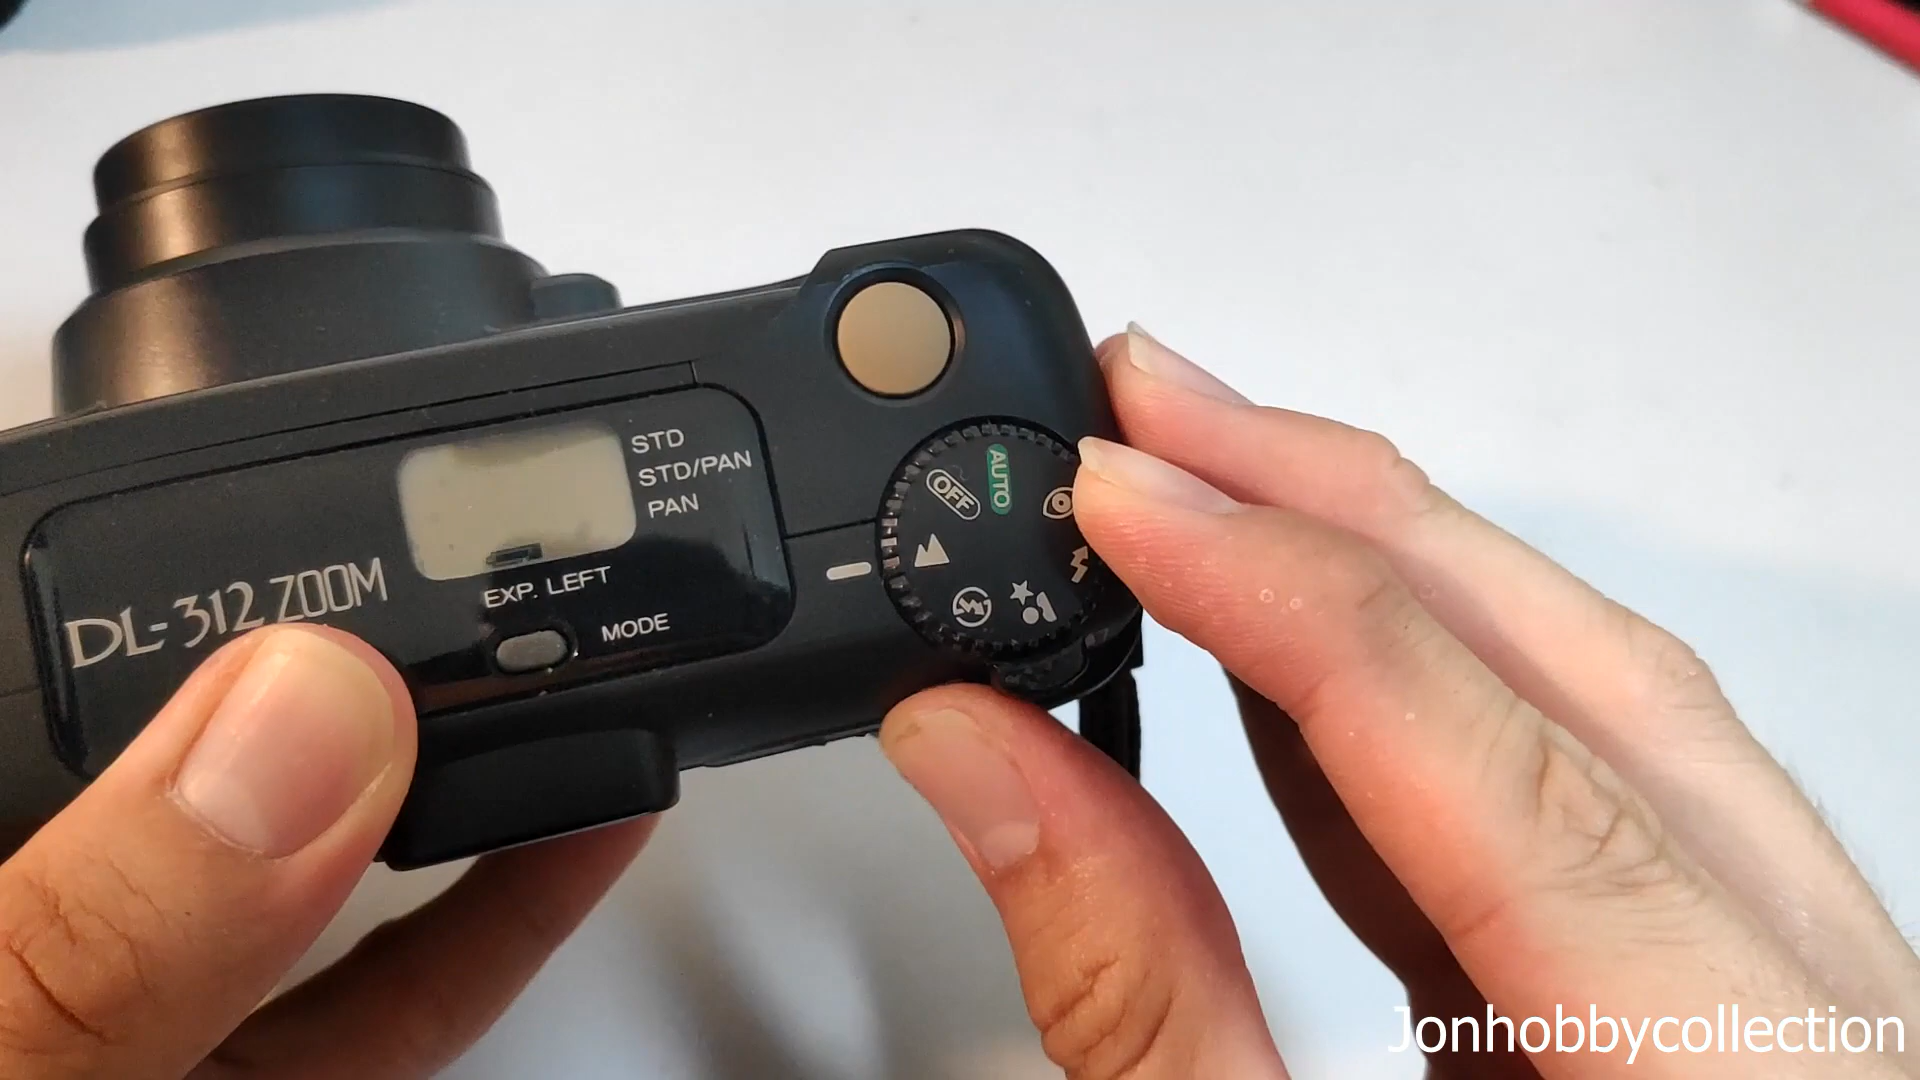 STD
STD/PAN
PAN
AUTO
OFF
DL-312 ZOOM
EXP. LEFT
MODE
Jonhobbycollection